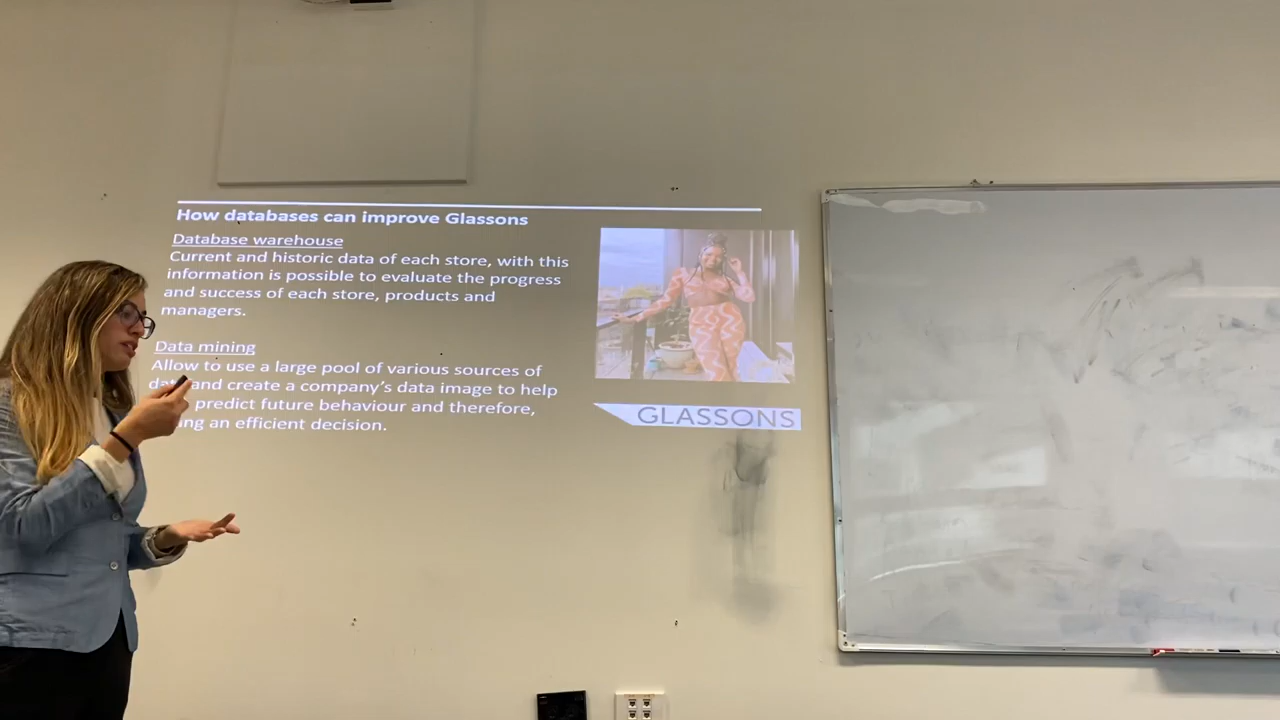 How databases can improve Glassons
Database warehouse
Current and historic data of each store, with this
information is possible to evaluate the progress
and success of each store, products and
managers.
Data mining
Allow to use a large pool of various sources of
data and create a company's data image to help
predict future behaviour and therefore,
an efficient decision.
GLASSONS